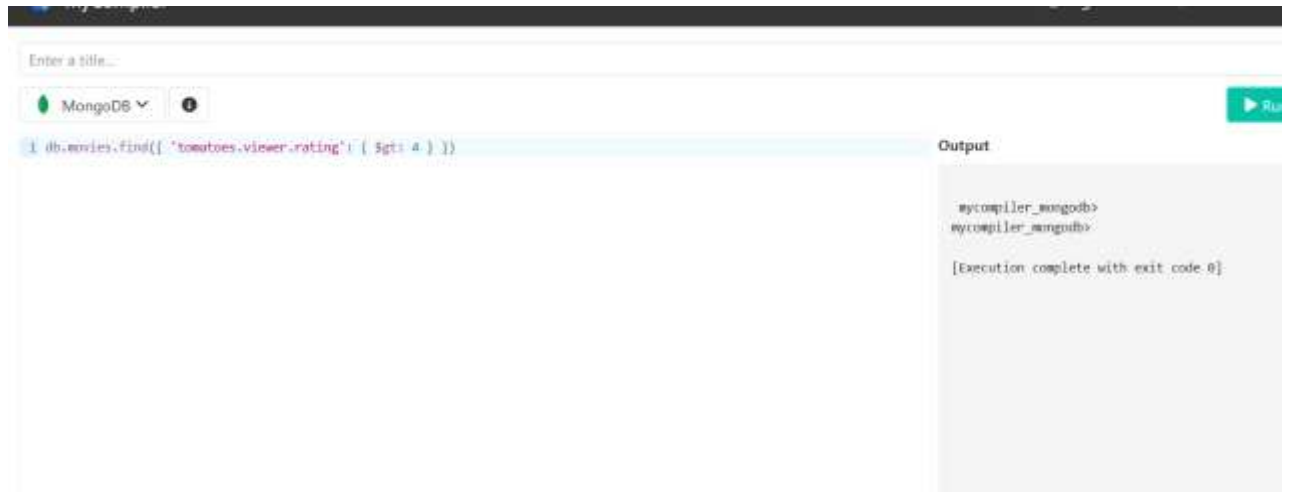 Enter a title...
MongoDB
Run
1 db.movies.find({ 'tomatoes.viewer.rating': { $gt: 4 } })
Output
mycompiler_mongodb>
mycompiler_mongodb>
[Execution complete with exit code 0]